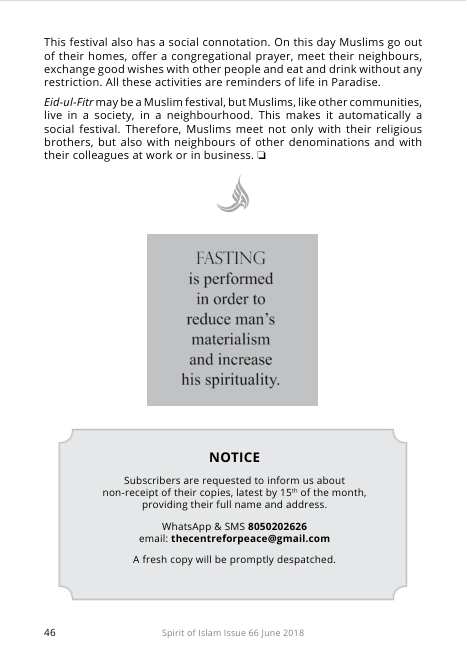 This festival also has a social connotation. On this day Muslims go out
of their homes, offer a congregational prayer, meet their neighbours,
exchange good wishes with other people and eat and drink without any
restriction. All these activities are reminders of life in Paradise.
Eid-ul-Fitr may be a Muslim festival, but Muslims, like other communities,
live in a society, in a neighbourhood. This makes it automatically a
social festival. Therefore, Muslims meet not only with their religious
brothers, but also with neighbours of other denominations and with
their colleagues at work or in business. ❏
FASTING
is performed
in order to
reduce man's
materialism
and increase
his spirituality.
NOTICE
Subscribers are requested to inform us about
non-receipt of their copies, latest by 15th of the month,
providing their full name and address.
WhatsApp & SMS 8050202626
email: thecentreforpeace@gmail.com
A fresh copy will be promptly despatched.
46 Spirit of Islam Issue 66 June 2018